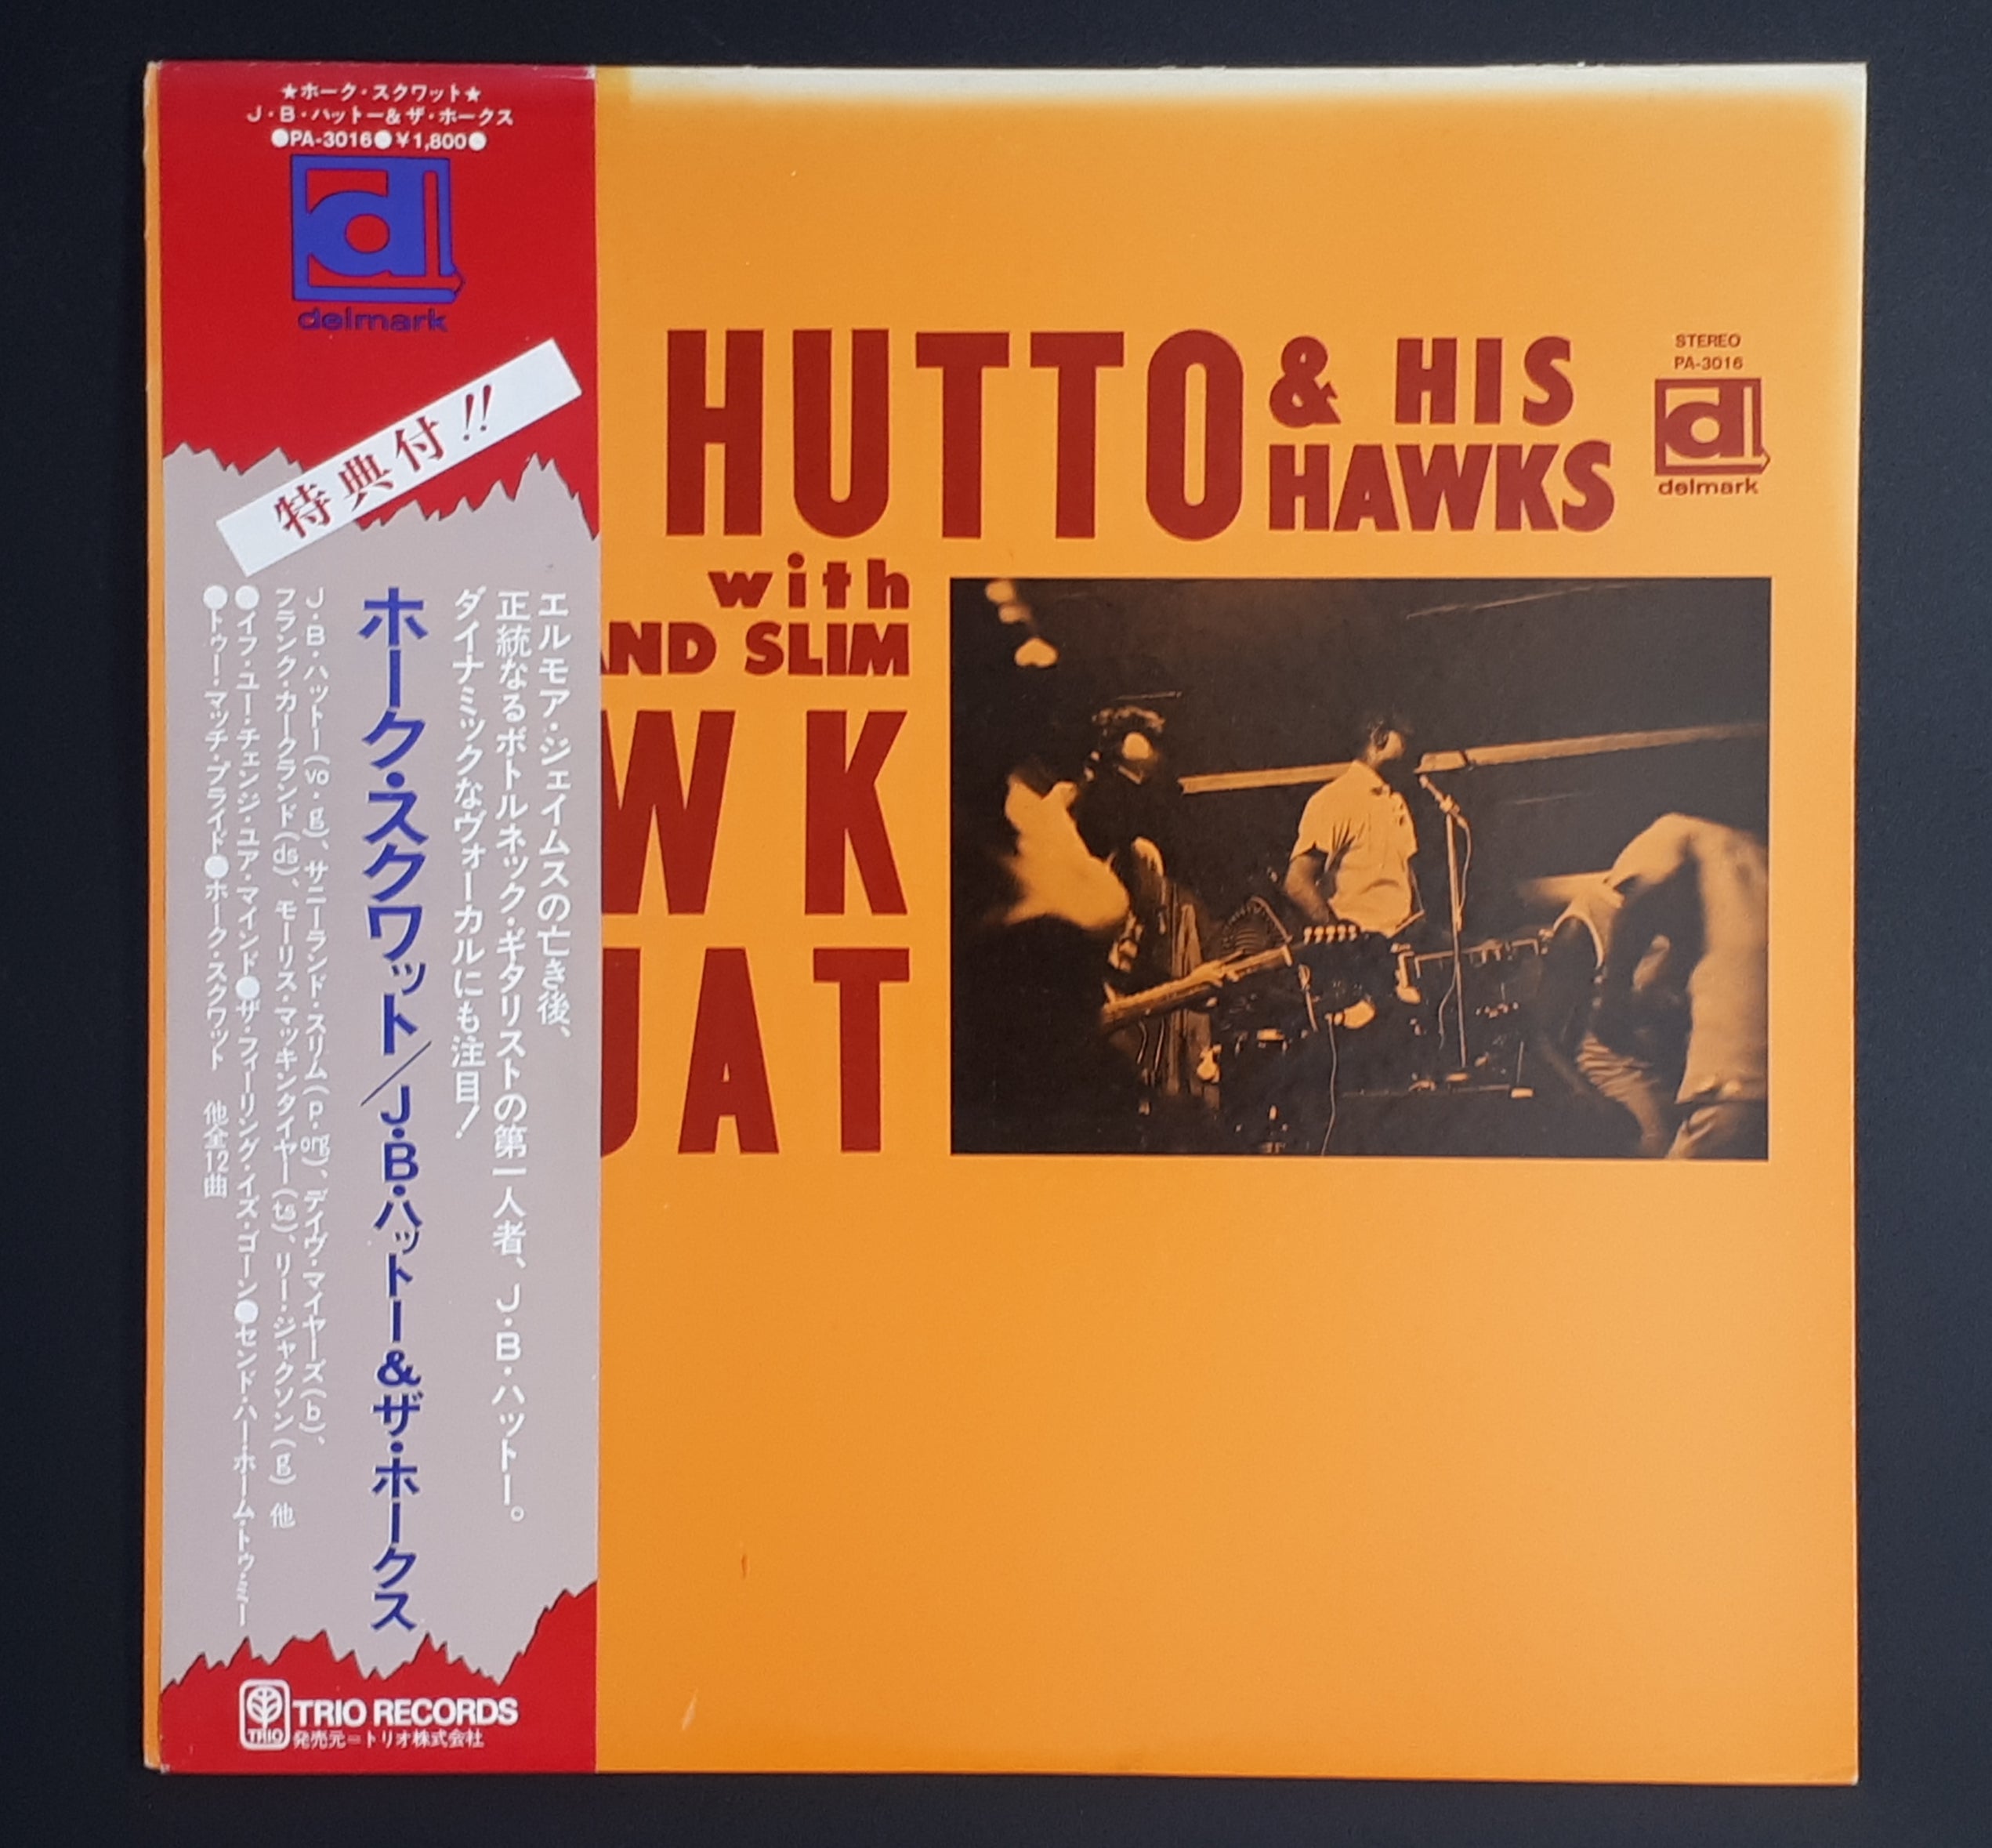 ★ホーク・スクワット★
J・B・ハットー&ザ・ホークス
●PA-3016●¥1,800●
delmark
特典付!!
エルモア・ジェイムスの亡き後、
正統なるボトルネック・ギタリストの第一人者、J・B・ハットー。
ダイナミックなヴォーカルにも注目!
ホーク・スクワット/J・B・ハットー&ザ・ホークス
J・B・ハットー(vo・g)、サニーランド・スリム(p・org)、デイヴ・マイヤーズ(b)、
フランク・カークランド(ds)、モーリス・マッキンタイヤー(ts)、リー・ジャクソン(g) 他
●イフ・ユー・チェンジ・ユア・マインド●ザ・フィーリング・イズ・ゴーン●センド・ハー・ホーム・トゥ・ミー
●トゥー・マッチ・プライド●ホーク・スクワット 他全12曲
TRIO
TRIO RECORDS
発売元=トリオ株式会社
HUTTO & HIS
HAWKS
STEREO
PA-3016
delmark
with
AND SLIM
WK
UAT